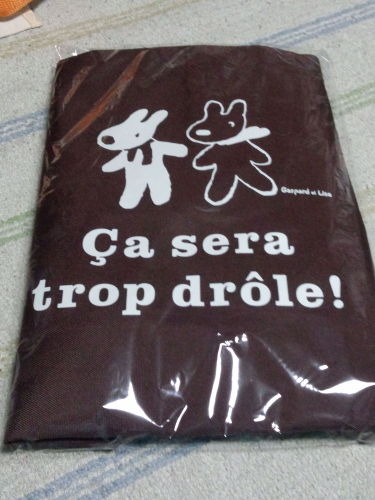 Gaspard et Lisa
Ça sera
trop drôle!